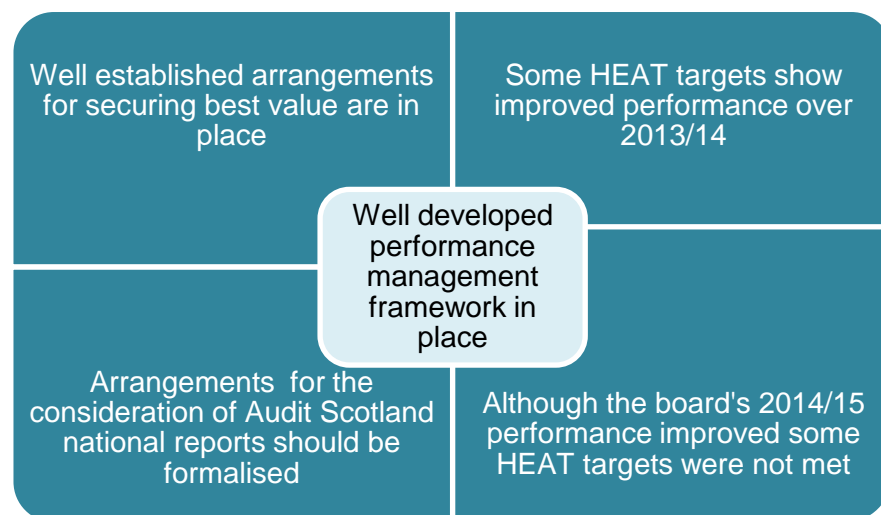 Well established arrangements
for securing best value are in
place
Some HEAT targets show
improved performance over
2013/14
Well developed
performance
management
framework in
place
Arrangements  for the
consideration of Audit Scotland
national reports should be
formalised
Although the board's 2014/15
performance improved some
HEAT targets were not met